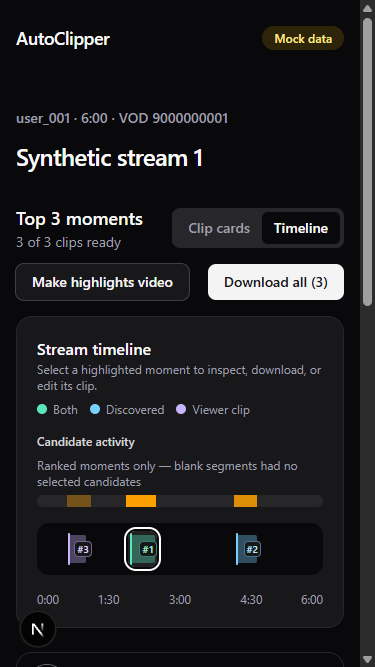 AutoClipper
Mock data
user_001 · 6:00 · VOD 9000000001
Synthetic stream 1
Top 3 moments
3 of 3 clips ready
Clip cards
Timeline
Make highlights video
Download all (3)
Stream timeline
Select a highlighted moment to inspect, download, or
edit its clip.
Both
Discovered
Viewer clip
Candidate activity
Ranked moments only — blank segments had no
selected candidates
#3
#1
#2
0:00
1:30
3:00
4:30
6:00
N